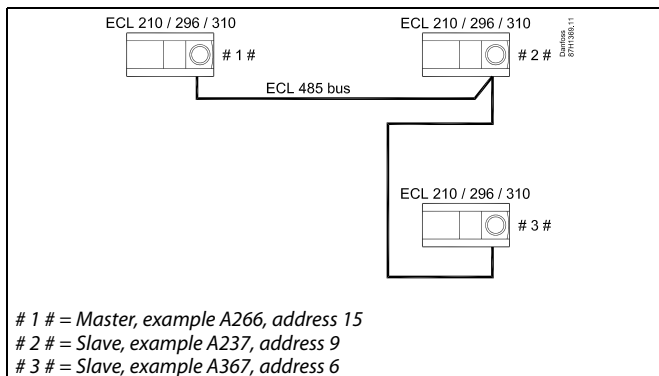 ECL 210 / 296 / 310
ECL 210 / 296 / 310
# 1 #
# 2 #
Danfoss
87H1369.11
ECL 485 bus
ECL 210 / 296 / 310
# 3 #
# 1 # = Master, example A266, address 15
# 2 # = Slave, example A237, address 9
# 3 # = Slave, example A367, address 6